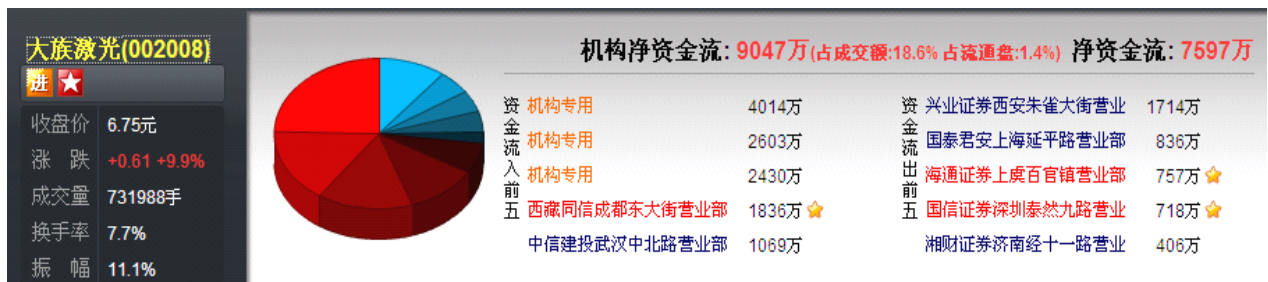 大族激光(002008)
进
收盘价 6.75元
涨 跌 +0.61 +9.9%
成交量 731988手
换手率 7.7%
振 幅 11.1%
机构净资金流: 9047万(占成交额:18.6% 占流通盘:1.4%) 净资金流: 7597万
资金流入前五
机构专用 4014万
机构专用 2603万
机构专用 2430万
西藏同信成都东大街营业部 1836万
中信建投武汉中北路营业部 1069万
资金流出前五
兴业证券西安朱雀大街营业 1714万
国泰君安上海延平路营业部 836万
海通证券上虞百官镇营业部 757万
国信证券深圳泰然九路营业 718万
湘财证券济南经十一路营业 406万